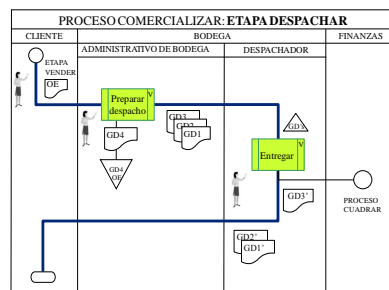 PROCESO COMERCIALIZAR: ETAPA DESPACHAR
CLIENTE
BODEGA
FINANZAS
ADMINISTRATIVO DE BODEGA
DESPACHADOR
ETAPA
VENDER
OE
Preparar
despacho
V
GD3
GD2
GD1
GD4
GD4
OE
GD3
V
Entregar
GD3'
PROCESO
CUADRAR
GD2'
GD1'